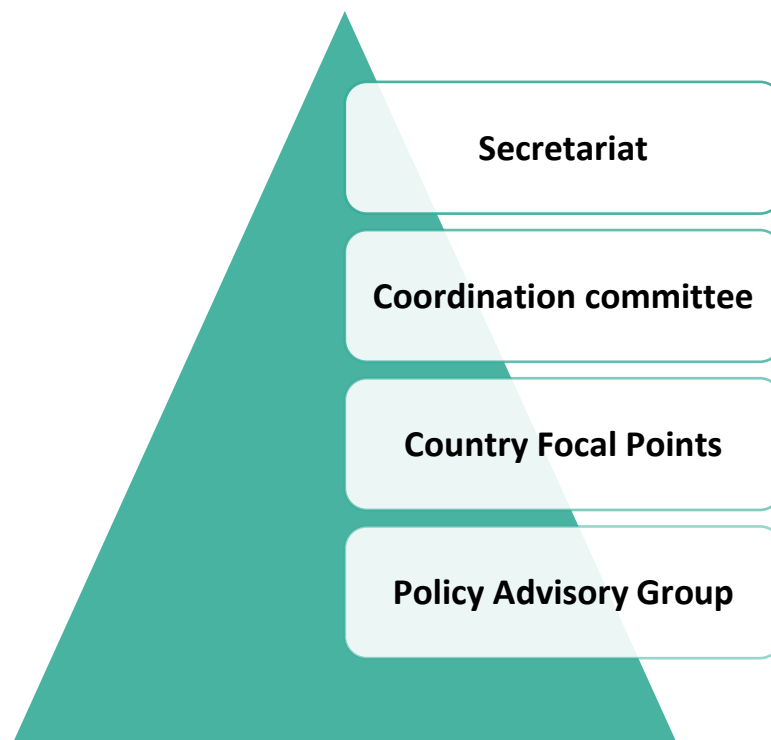 Secretariat
Coordination committee
Country Focal Points
Policy Advisory Group